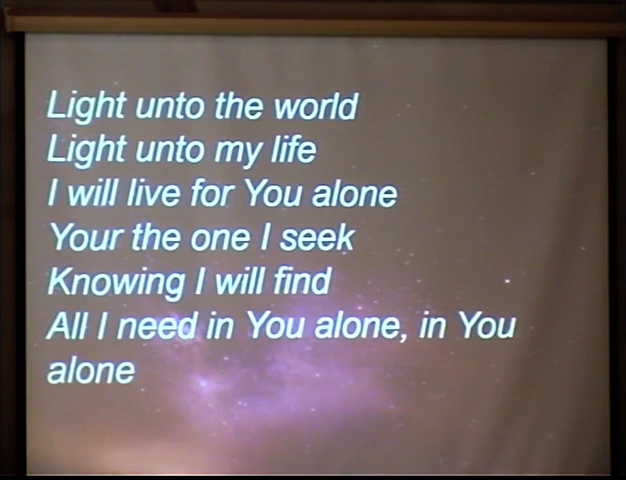 Light unto the world
Light unto my life
I will live for You alone
Your the one I seek
Knowing I will find
All I need in You alone, in You
alone